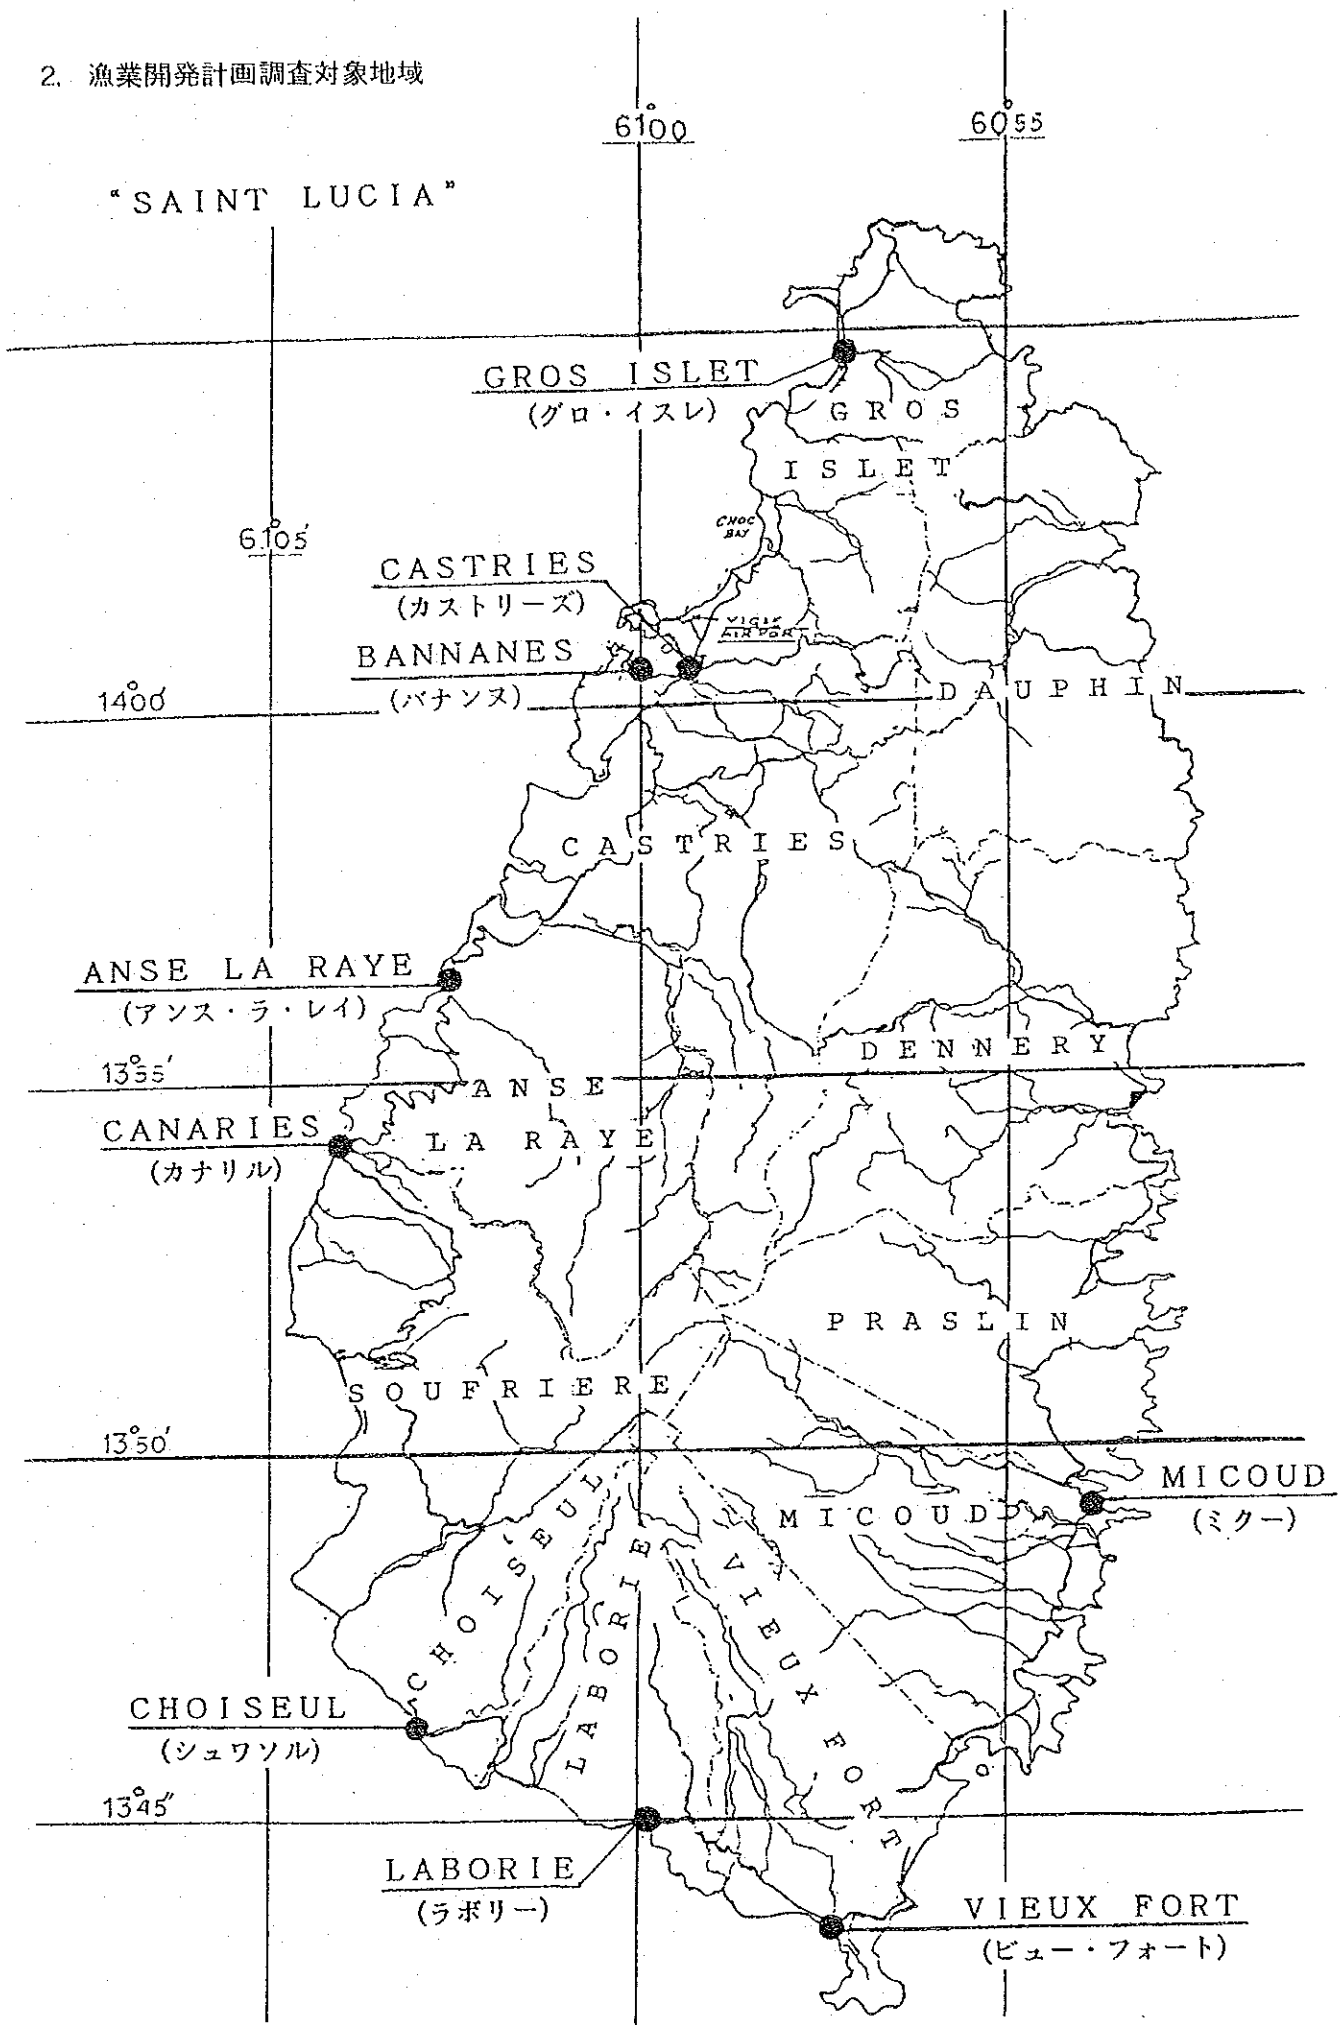 2. 漁業開発計画調査対象地域
61°00
60°55
"SAINT LUCIA"
GROS ISLET
(グロ・イスレ)
GROS
ISLET
CHOC
BAY
61°05'
CASTRIES
(カストリーズ)
VIGIE
AIRPORT
BANNANES
(バナンヌ)
DAUPHIN
14°00'
CASTRIES
ANSE LA RAYE
(アンス・ラ・レイ)
DENNERY
13°55'
ANSE
LA RAYE
CANARIES
(カナリル)
PRASLIN
SOUFRIERE
13°50'
MICOUD
(ミクー)
MICOUD
CHOISEUL
LABORIE
VIEUX FORT
CHOISEUL
(シュワソル)
13°45'
LABORIE
(ラボリー)
VIEUX FORT
(ビュー・フォート)